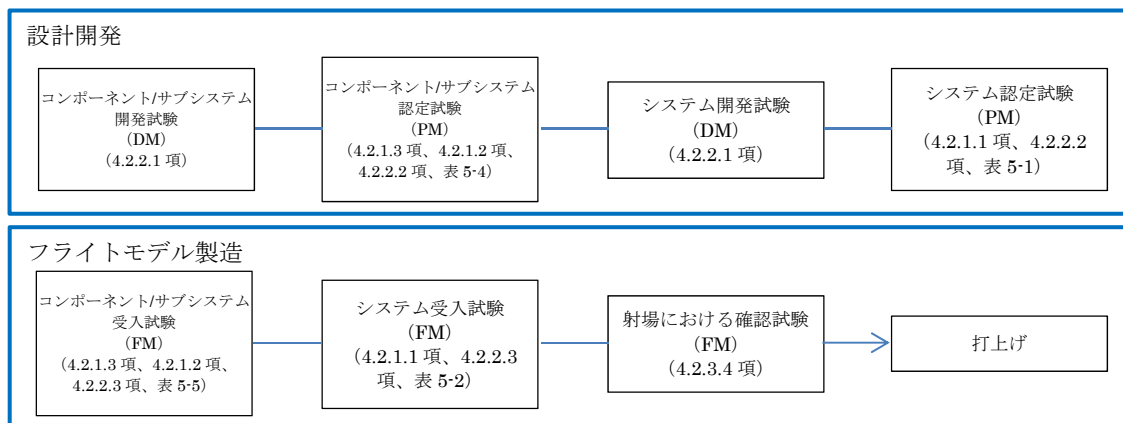 設計開発
コンポーネント/サブシステム
開発試験
(DM)
(4.2.2.1 項)
コンポーネント/サブシステム
認定試験
(PM)
(4.2.1.3 項、4.2.1.2 項、
4.2.2.2 項、表 5-4)
システム開発試験
(DM)
(4.2.2.1 項)
システム認定試験
(PM)
(4.2.1.1 項、4.2.2.2
項、表 5-1)
フライトモデル製造
コンポーネント/サブシステム
受入試験
(FM)
(4.2.1.3 項、4.2.1.2 項、
4.2.2.3 項、表 5-5)
システム受入試験
(FM)
(4.2.1.1 項、4.2.2.3
項、表 5-2)
射場における確認試験
(FM)
(4.2.3.4 項)
打上げ